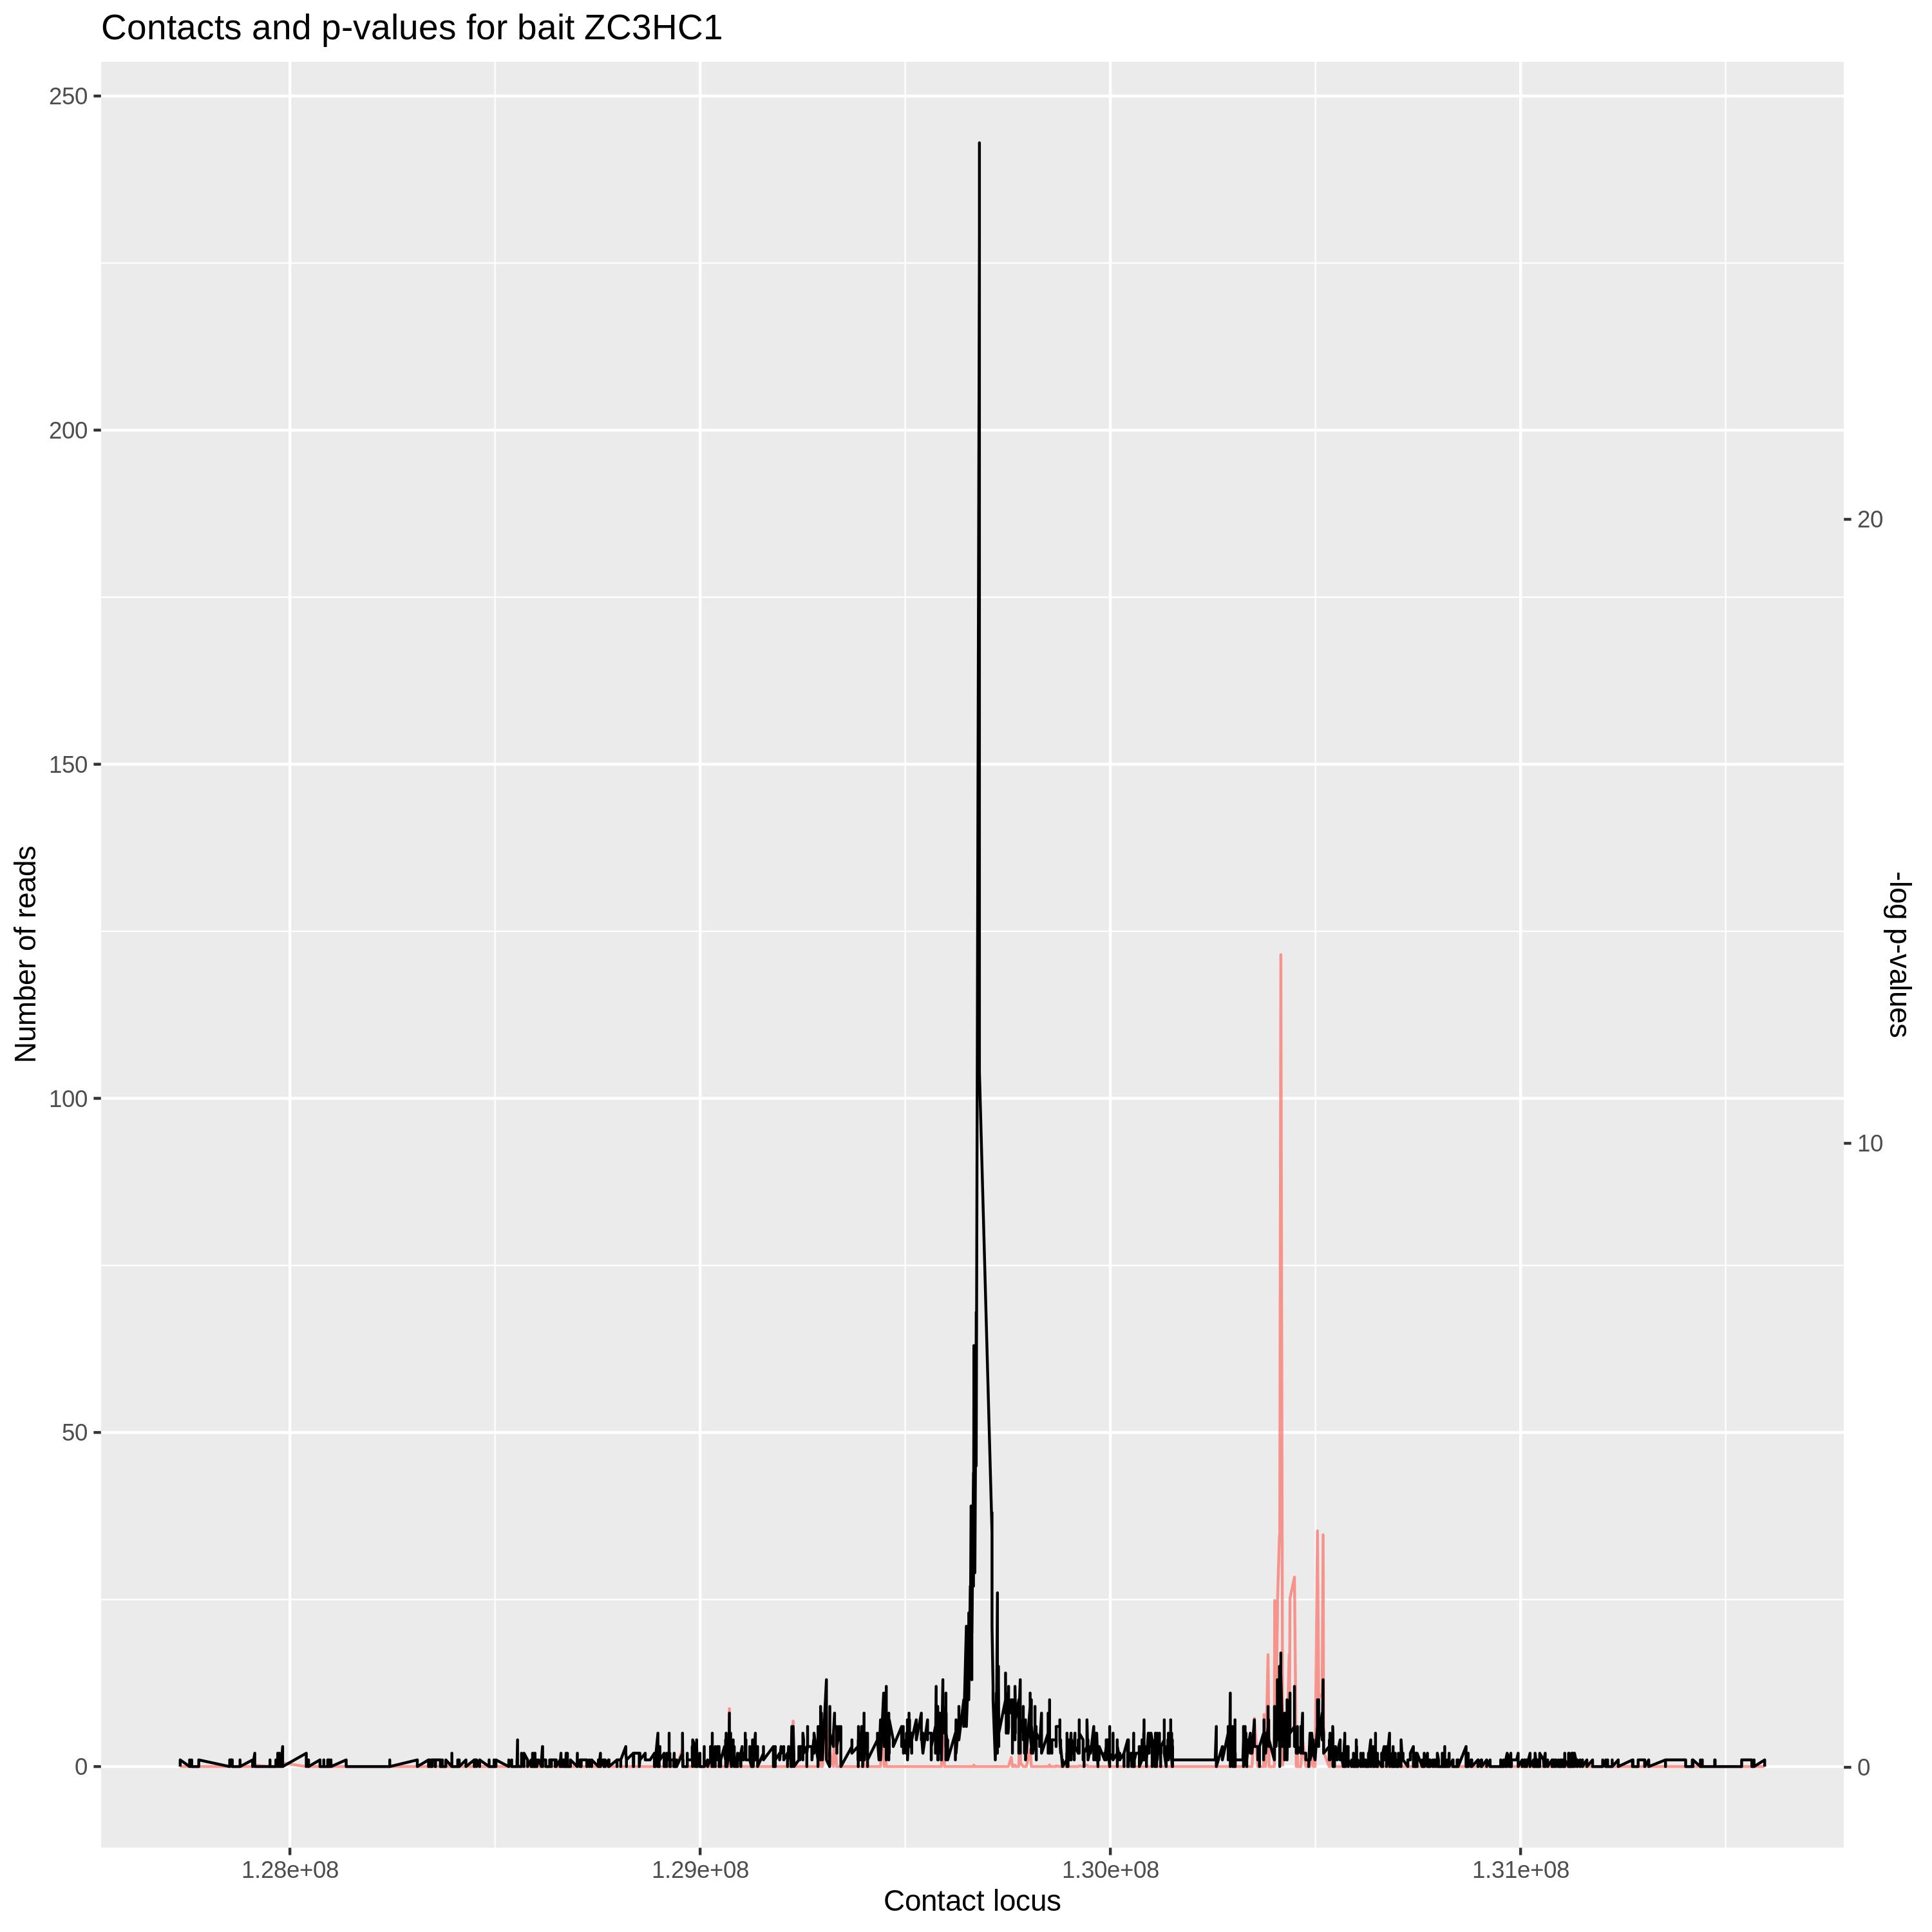 Contacts and p-values for bait ZC3HC1
250
200
150
100
50
0
Number of reads
20
10
0
-log p-values
1.28e+08
1.29e+08
1.30e+08
1.31e+08
Contact locus